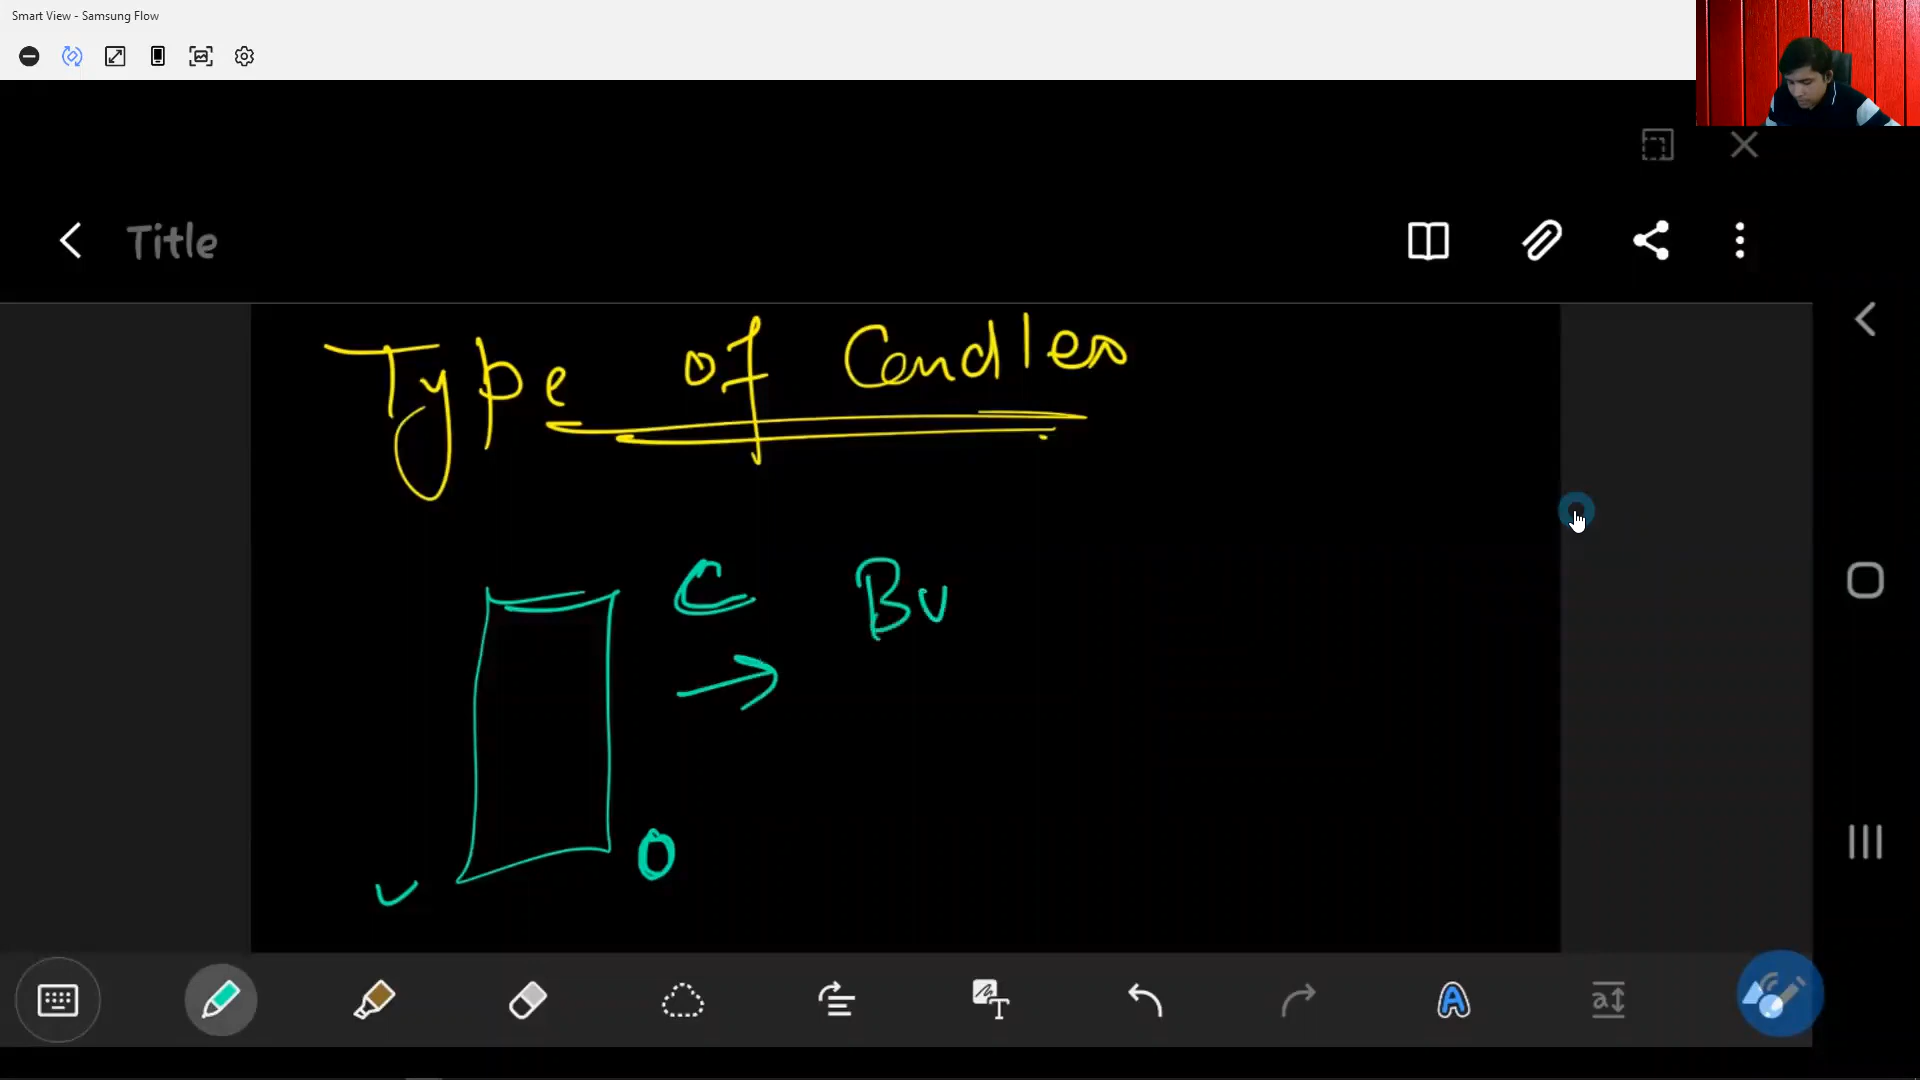 Smart View - Samsung Flow
Title
Type of Candles
C Bu
O